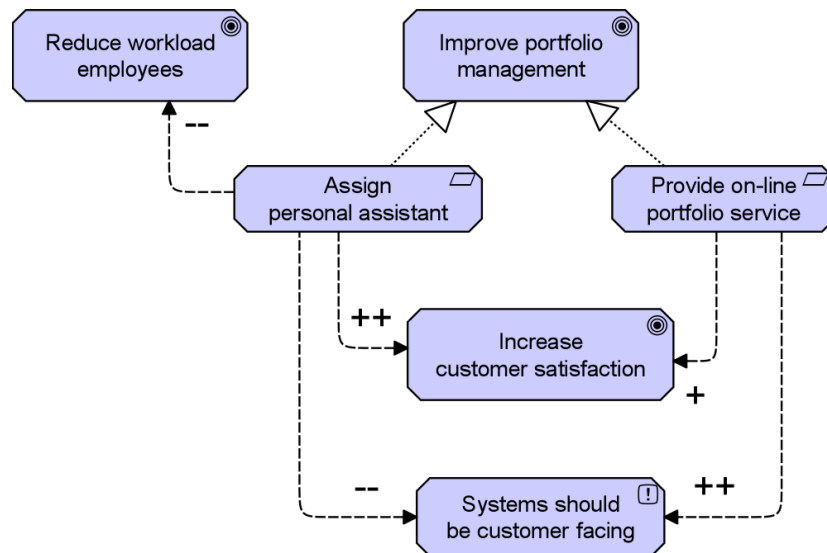 Reduce workload
employees
Improve portfolio
management
--
Assign
personal assistant
Provide on-line
portfolio service
++
Increase
customer satisfaction
+
--
Systems should
be customer facing
!
++